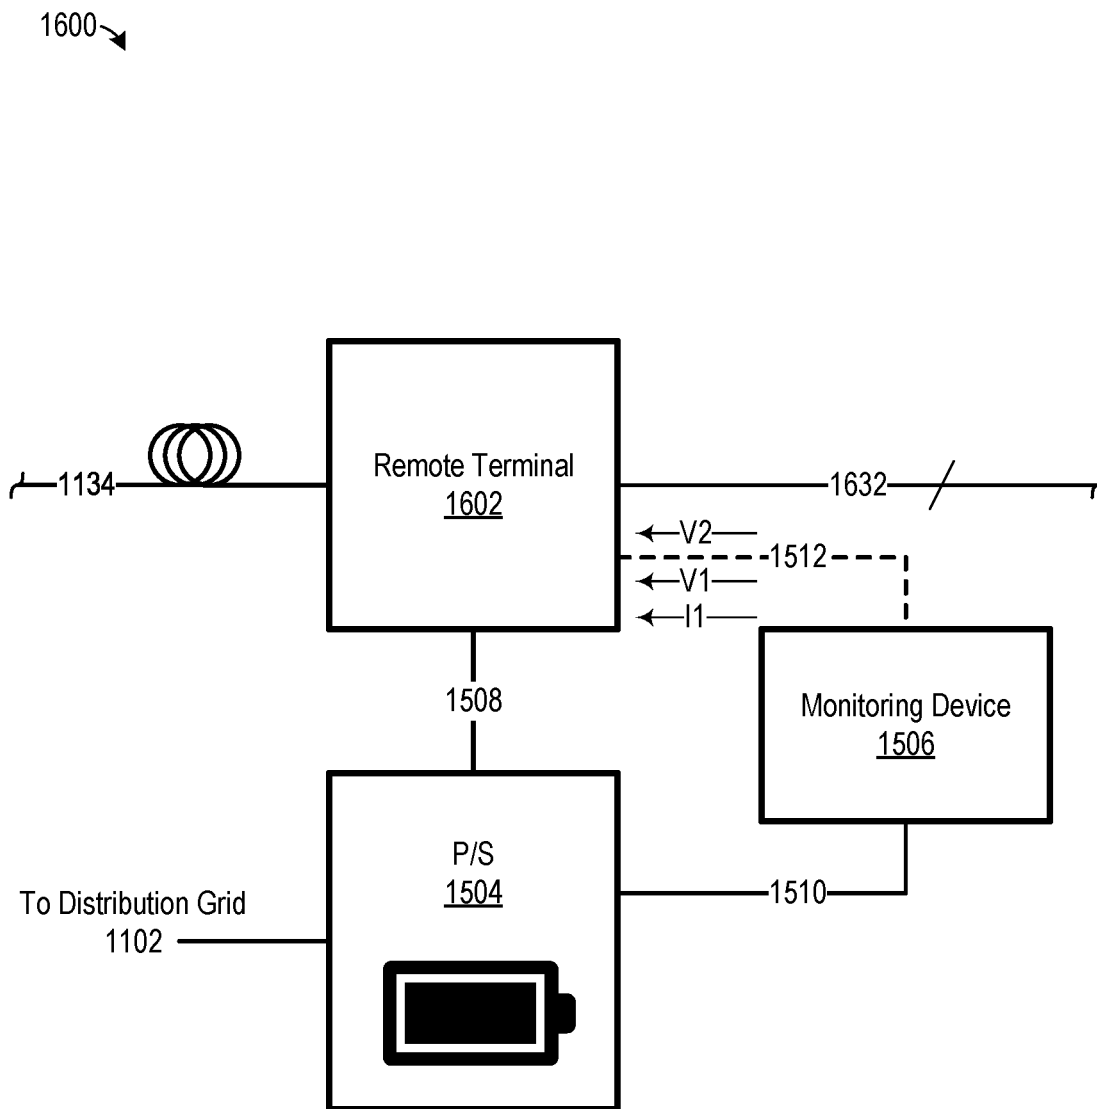 1600
Remote Terminal
1602
1134
1632
V2
1512
V1
I1
1508
Monitoring Device
1506
P/S
1504
1510
To Distribution Grid
1102